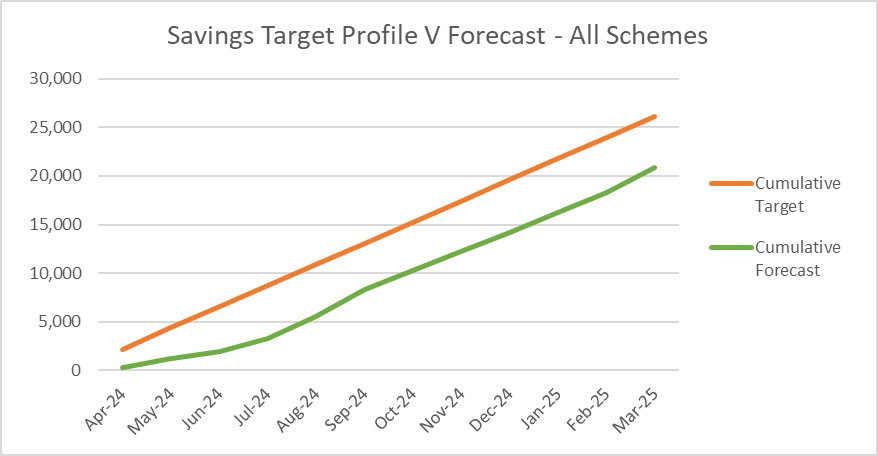 Savings Target Profile V Forecast - All Schemes
30,000
25,000
20,000
15,000
10,000
5,000
0
Apr-24
May-24
Jun-24
Jul-24
Aug-24
Sep-24
Oct-24
Nov-24
Dec-24
Jan-25
Feb-25
Mar-25
Cumulative
Target
Cumulative
Forecast